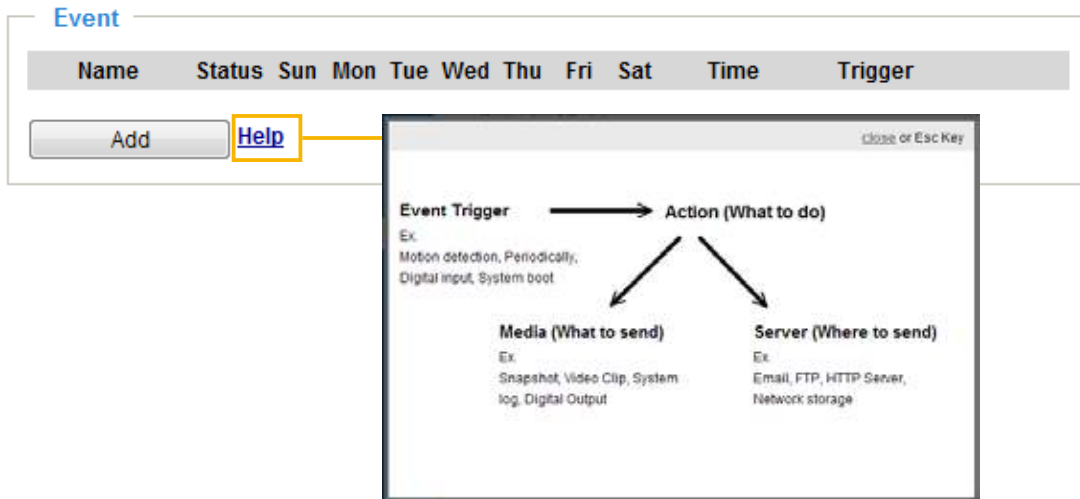 Event
Name Status Sun Mon Tue Wed Thu Fri Sat Time Trigger
Add Help
close or Esc Key
Event Trigger
Ex.
Motion detection, Periodically,
Digital input, System boot
Action (What to do)
Media (What to send)
Ex.
Snapshot, Video Clip, System
log, Digital Output
Server (Where to send)
Ex.
Email, FTP, HTTP Server,
Network storage